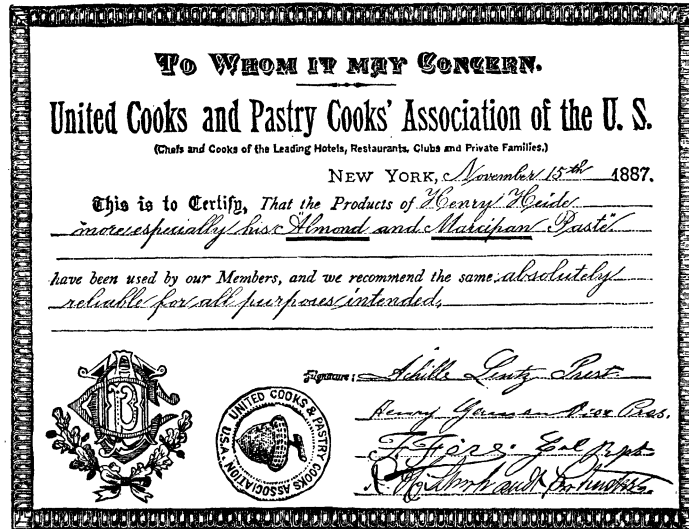 TO WHOM IT MAY CONCERN.
United Cooks and Pastry Cooks' Association of the U. S.
(Chefs and Cooks of the Leading Hotels, Restaurants, Clubs and Private Families.)
NEW YORK, November 15th 1887.
This is to Certify, That the Products of Henry Heide
more especially his "Almond and Marcipan Paste"
have been used by our Members, and we recommend the same absolutely
reliable for all purposes intended.
Signature: Achille Lentz Prest.
Henry Vice Pres.
13
UNITED COOKS & PASTRY COOKS ASSOCIATION U.S.A.